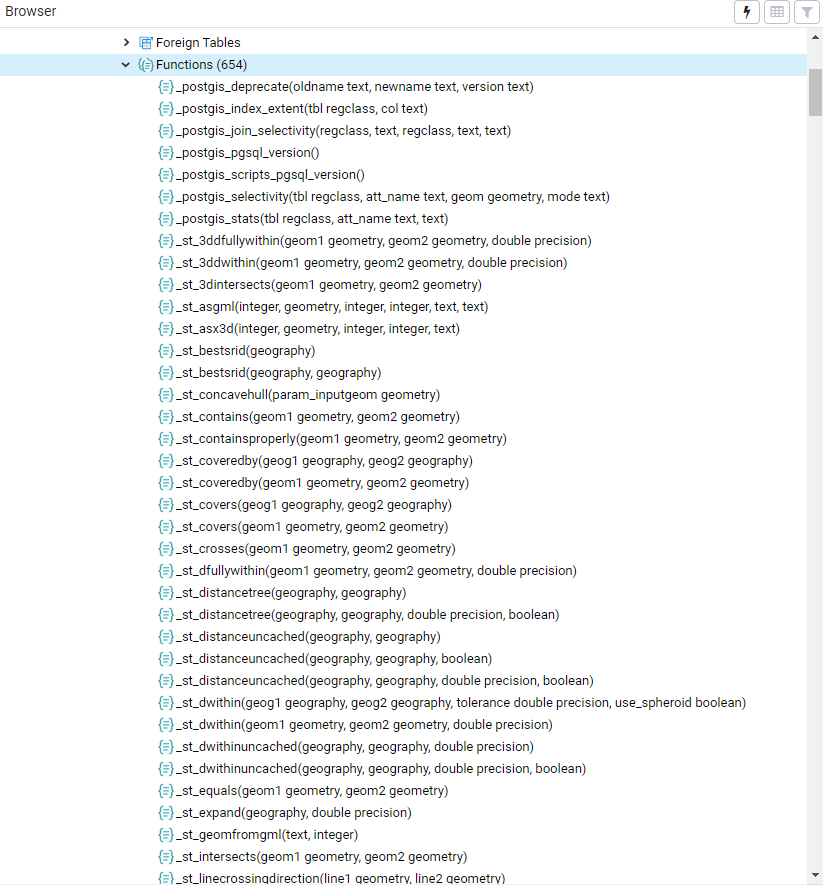 Browser
Foreign Tables
Functions (654)
_postgis_deprecate(oldname text, newname text, version text)
_postgis_index_extent(tbl regclass, col text)
_postgis_join_selectivity(regclass, text, regclass, text, text)
_postgis_pgsql_version()
_postgis_scripts_pgsql_version()
_postgis_selectivity(tbl regclass, att_name text, geom geometry, mode text)
_postgis_stats(tbl regclass, att_name text, text)
_st_3ddfullywithin(geom1 geometry, geom2 geometry, double precision)
_st_3ddwithin(geom1 geometry, geom2 geometry, double precision)
_st_3dintersects(geom1 geometry, geom2 geometry)
_st_asgml(integer, geometry, integer, integer, text, text)
_st_asx3d(integer, geometry, integer, integer, text)
_st_bestsrid(geography)
_st_bestsrid(geography, geography)
_st_concavehull(param_inputgeom geometry)
_st_contains(geom1 geometry, geom2 geometry)
_st_containsproperly(geom1 geometry, geom2 geometry)
_st_coveredby(geog1 geography, geog2 geography)
_st_coveredby(geom1 geometry, geom2 geometry)
_st_covers(geog1 geography, geog2 geography)
_st_covers(geom1 geometry, geom2 geometry)
_st_crosses(geom1 geometry, geom2 geometry)
_st_dfullywithin(geom1 geometry, geom2 geometry, double precision)
_st_distancetree(geography, geography)
_st_distancetree(geography, geography, double precision, boolean)
_st_distanceuncached(geography, geography)
_st_distanceuncached(geography, geography, boolean)
_st_distanceuncached(geography, geography, double precision, boolean)
_st_dwithin(geog1 geography, geog2 geography, tolerance double precision, use_spheroid boolean)
_st_dwithin(geom1 geometry, geom2 geometry, double precision)
_st_dwithinuncached(geography, geography, double precision)
_st_dwithinuncached(geography, geography, double precision, boolean)
_st_equals(geom1 geometry, geom2 geometry)
_st_expand(geography, double precision)
_st_geomfromgml(text, integer)
_st_intersects(geom1 geometry, geom2 geometry)
_st_linecrossingdirection(line1 geometry, line2 geometry)